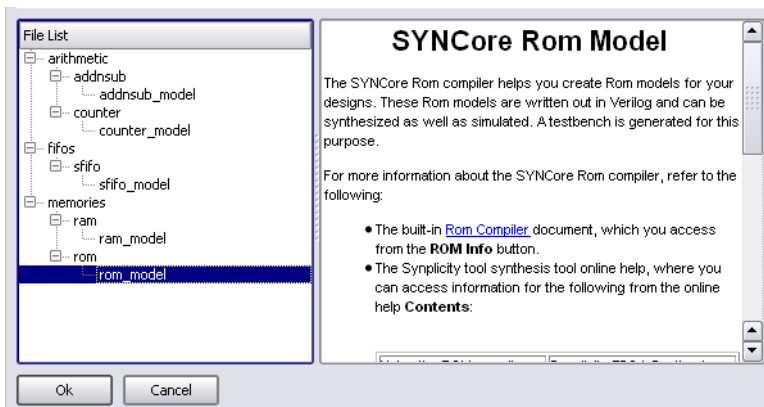 File List
arithmetic
addnsub
addnsub_model
counter
counter_model
fifos
sfifo
sfifo_model
memories
ram
ram_model
rom
rom_model
SYNCore Rom Model
The SYNCore Rom compiler helps you create Rom models for your
designs. These Rom models are written out in Verilog and can be
synthesized as well as simulated. A testbench is generated for this
purpose.
For more information about the SYNCore Rom compiler, refer to the
following:
• The built-in Rom Compiler document, which you access
from the ROM Info button.
• The Synplicity tool synthesis tool online help, where you
can access information for the following from the online
help Contents:
Ok
Cancel